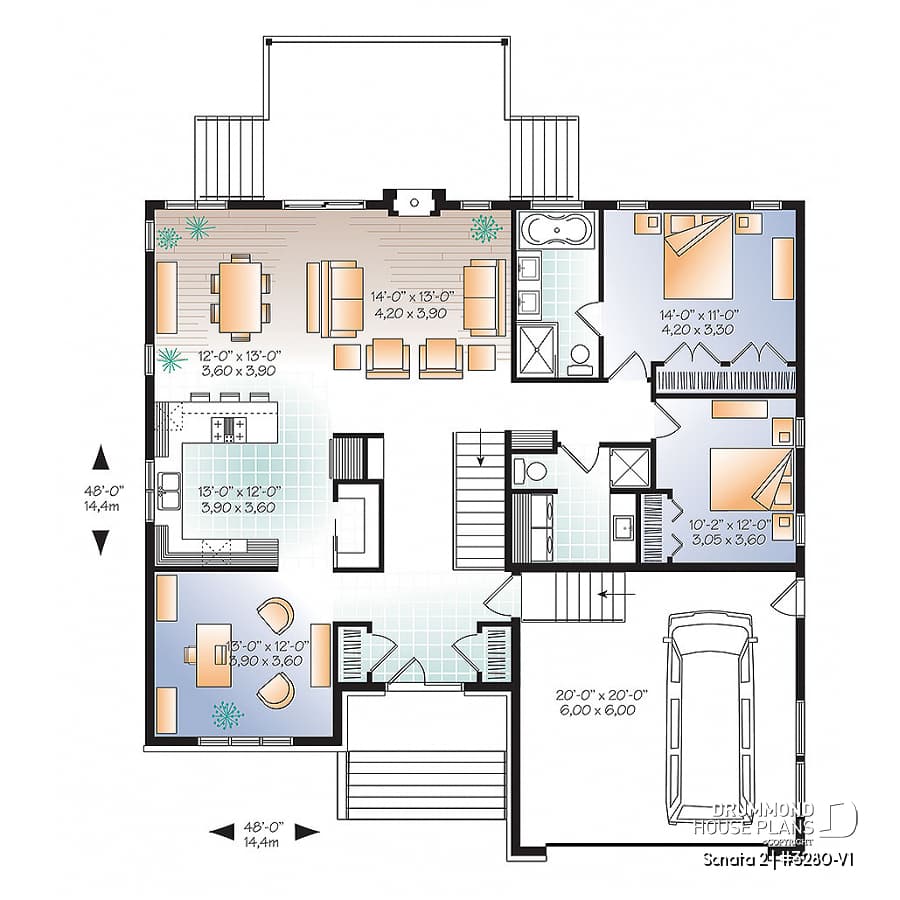 14'-0" x 13'-0"
4,20 x 3,90
14'-0" x 11'-0"
4,20 x 3,30
12'-0" x 13'-0"
3,60 x 3,90
48'-0"
14,4m
13'-0" x 12'-0"
3,90 x 3,60
10'-2" x 12'-0"
3,05 x 3,60
13'-0" x 12'-0"
3,90 x 3,60
20'-0" x 20'-0"
6,00 x 6,00
48'-0"
14,4m
DRUMMOND
HOUSE PLANS
©COPYRIGHT
Sonata 2 | #3280-V1